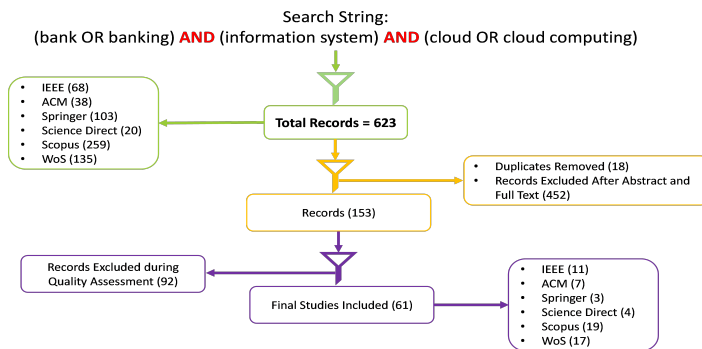 Search String:
(bank OR banking) AND (information system) AND (cloud OR cloud computing)
• IEEE (68)
• ACM (38)
• Springer (103)
• Science Direct (20)
• Scopus (259)
• WoS (135)
Total Records = 623
• Duplicates Removed (18)
• Records Excluded After Abstract and
Full Text (452)
Records (153)
Records Excluded during
Quality Assessment (92)
Final Studies Included (61)
• IEEE (11)
• ACM (7)
• Springer (3)
• Science Direct (4)
• Scopus (19)
• WoS (17)